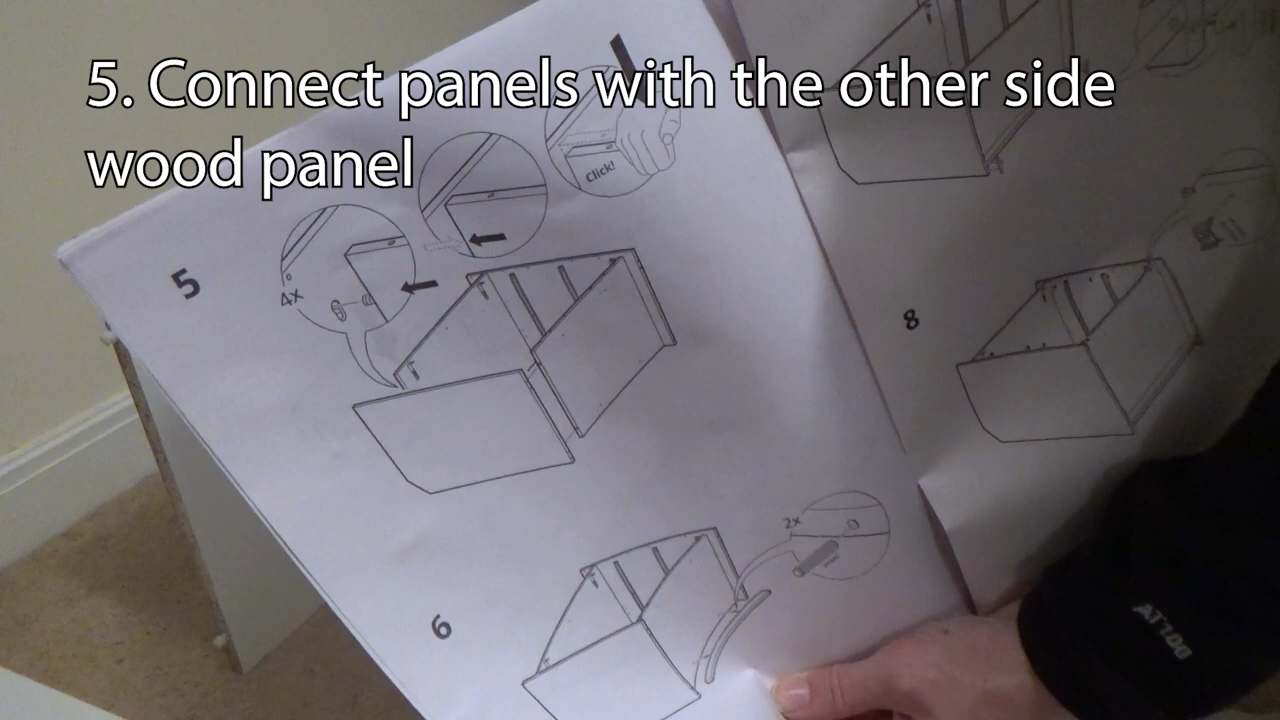 5. Connect panels with the other side
wood panel
Click!
5
4x
8
2x
6
AT100